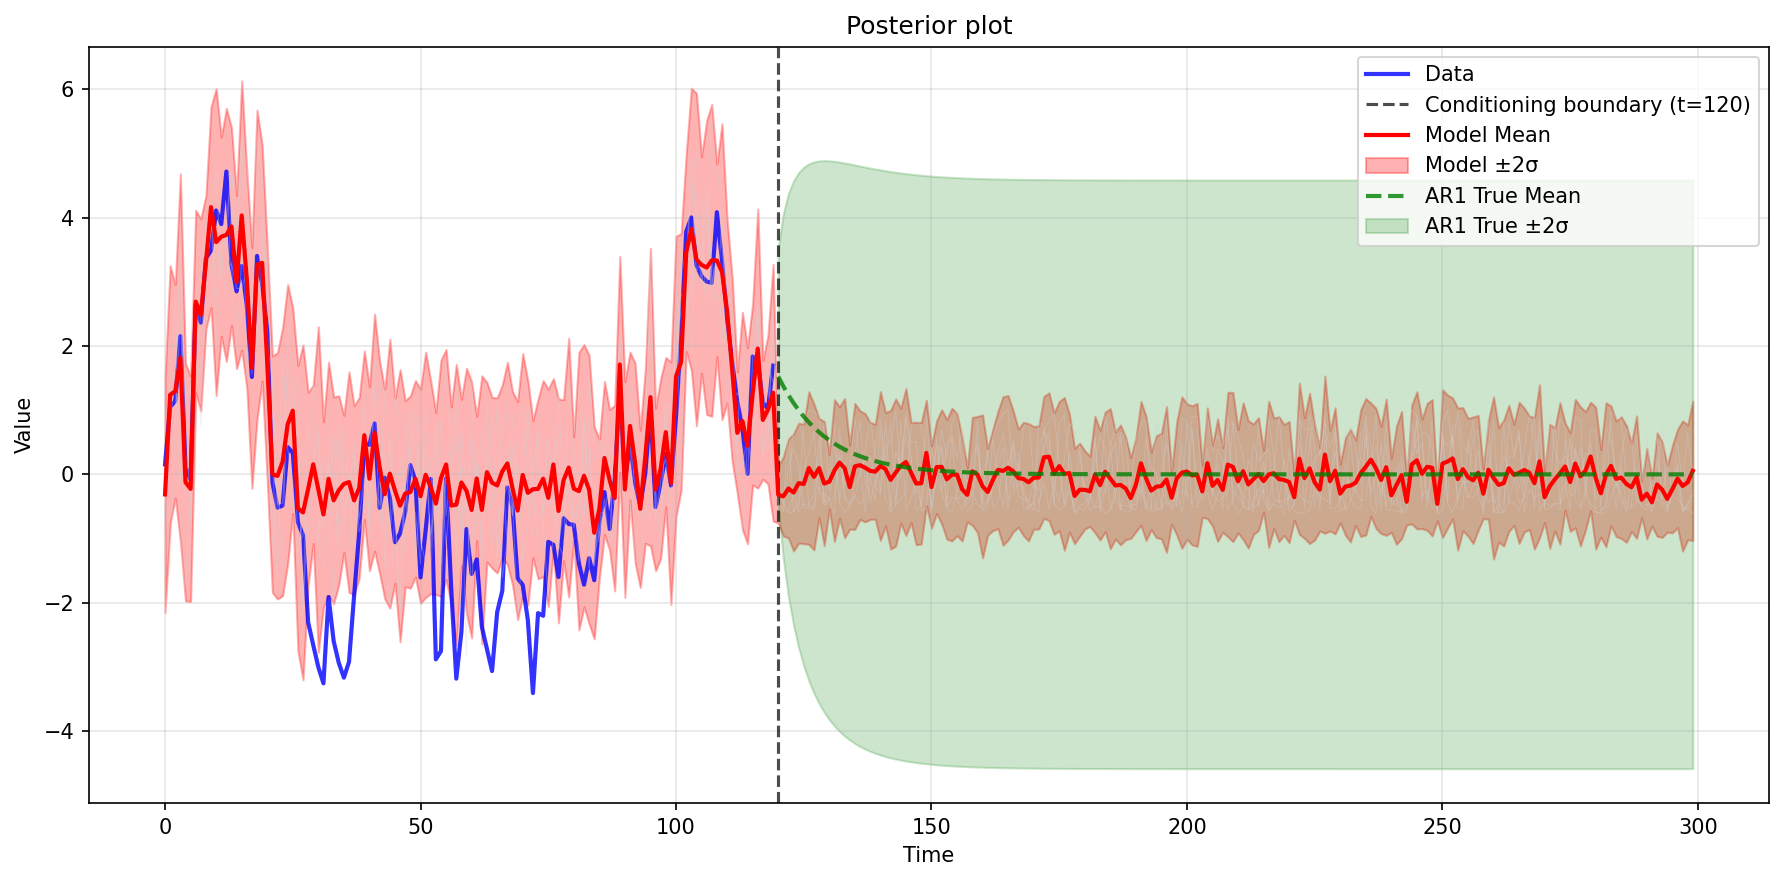 Posterior plot
Data
Conditioning boundary (t=120)
Model Mean
Model ±2σ
AR1 True Mean
AR1 True ±2σ
Value
6
4
2
0
−2
−4
0
50
100
150
200
250
300
Time